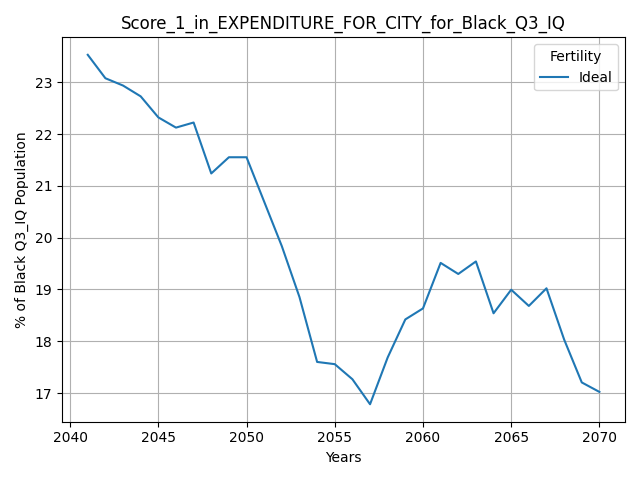 Score_1_in_EXPENDITURE_FOR_CITY_for_Black_Q3_IQ
Fertility
Ideal
% of Black Q3_IQ Population
23
22
21
20
19
18
17
2040 2045 2050 2055 2060 2065 2070
Years